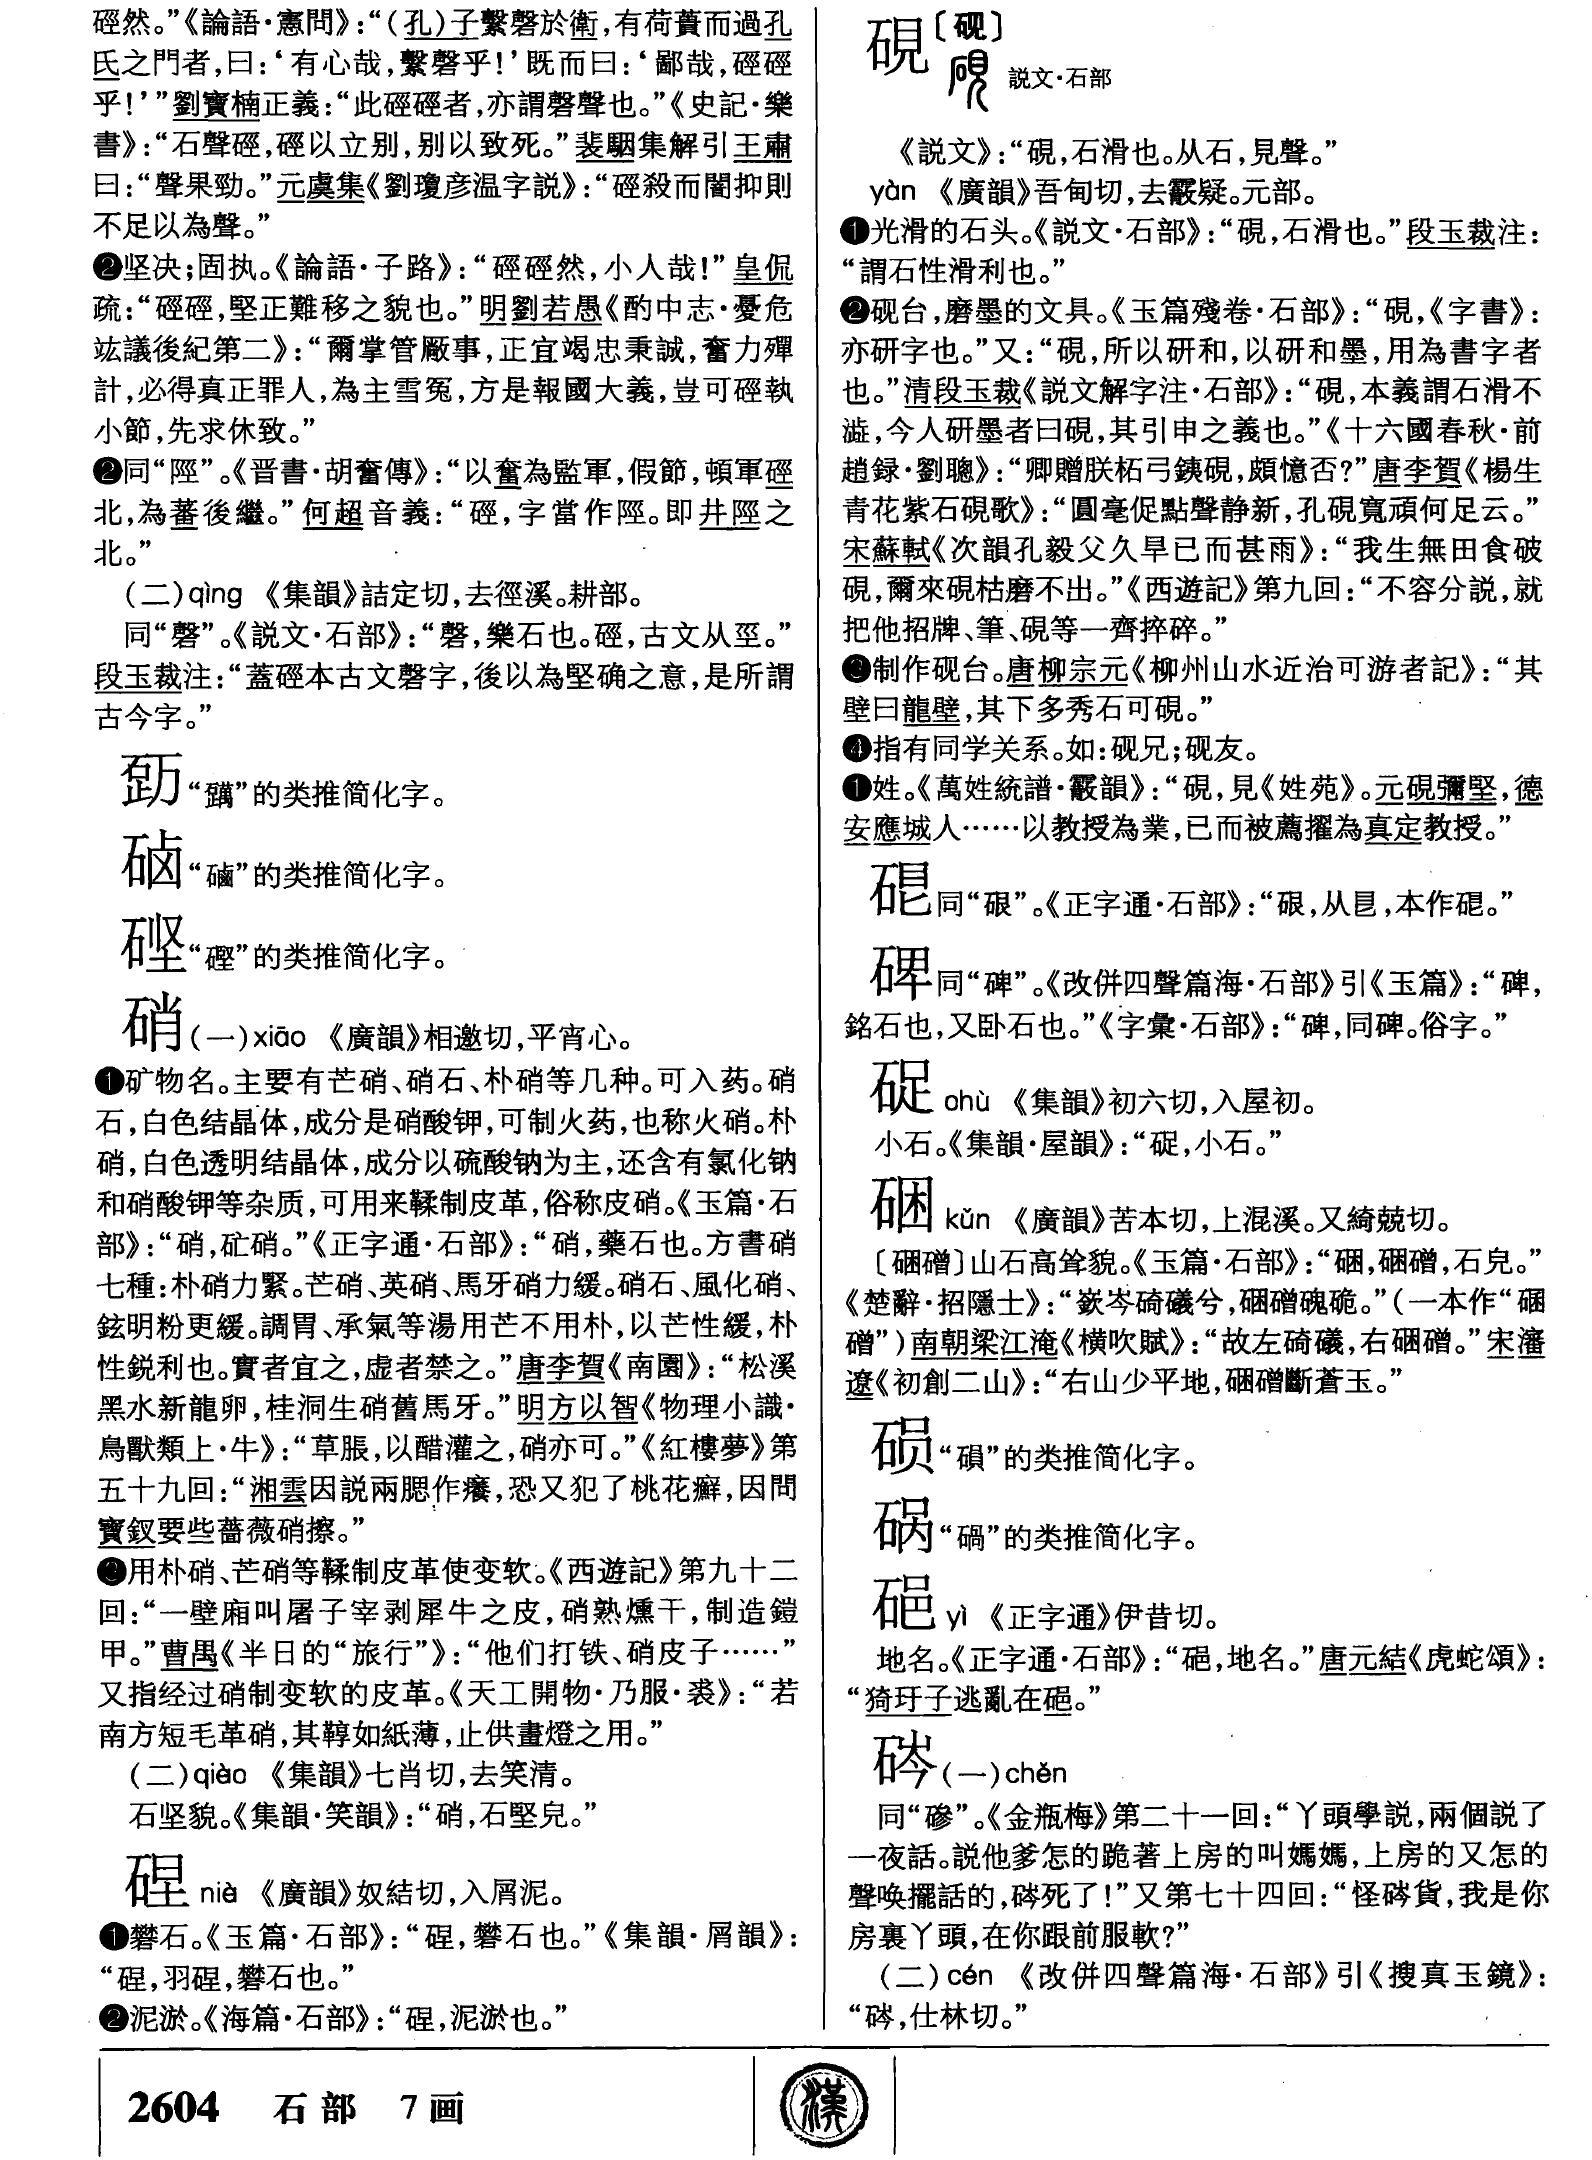 硜然。”《論語·憲問》：“（孔）子繫磬於衛，有荷蕢而過孔
氏之門者，曰：‘有心哉，繫磬乎！’既而曰：‘鄙哉，硜硜
乎！’”劉寶楠正義：“此硜硜者，亦謂磬聲也。”《史記·樂
書》：“石聲硜，硜以立别，别以致死。”裴駰集解引王肅
曰：“聲果勁。”元虞集《劉瓊彦温字説》：“硜殺而闇抑則
不足以為聲。”
❷坚决；固执。《論語·子路》：“硜硜然，小人哉！”皇侃
疏：“硜硜，堅正難移之貌也。”明劉若愚《酌中志·憂危
竑議後紀第二》：“爾掌管厰事，正宜竭忠秉誠，奮力殫
計，必得真正罪人，為主雪冤，方是報國大義，豈可硜執
小節，先求休致。”
❷同“陘”。《晋書·胡奮傳》：“以奮為監軍，假節，頓軍硜
北，為蕃後繼。”何超音義：“硜，字當作陘。即井陘之
北。”
（二）qìng 《集韻》詰定切，去徑溪。耕部。
同“磬”。《説文·石部》：“磬，樂石也。硜，古文从巠。”
段玉裁注：“蓋硜本古文磬字，後以為堅确之意，是所謂
古今字。”
“礪”的类推简化字。
“磠”的类推简化字。
“硻”的类推简化字。
硝（一）xiāo 《廣韻》相邀切，平宵心。
❶矿物名。主要有芒硝、硝石、朴硝等几种。可入药。硝
石，白色结晶体，成分是硝酸钾，可制火药，也称火硝。朴
硝，白色透明结晶体，成分以硫酸钠为主，还含有氯化钠
和硝酸钾等杂质，可用来鞣制皮革，俗称皮硝。《玉篇·石
部》：“硝，硭硝。”《正字通·石部》：“硝，藥石也。方書硝
七種：朴硝力緊。芒硝、英硝、馬牙硝力緩。硝石、風化硝、
鉉明粉更緩。調胃、承氣等湯用芒不用朴，以芒性緩，朴
性鋭利也。實者宜之，虚者禁之。”唐李賀《南園》：“松溪
黑水新龍卵，桂洞生硝舊馬牙。”明方以智《物理小識·
鳥獸類上·牛》：“草脹，以醋灌之，硝亦可。”《紅樓夢》第
五十九回：“湘雲因説兩腮作癢，恐又犯了桃花癬，因問
寶釵要些薔薇硝擦。”
❸用朴硝、芒硝等鞣制皮革使变软。《西遊記》第九十二
回：“一壁廂叫屠子宰剥犀牛之皮，硝熟燻干，制造鎧
甲。”曹禺《半日的“旅行”》：“他们打铁、硝皮子……”
又指经过硝制变软的皮革。《天工開物·乃服·裘》：“若
南方短毛革硝，其鞟如紙薄，止供畫燈之用。”
（二）qiào 《集韻》七肖切，去笑清。
石坚貌。《集韻·笑韻》：“硝，石堅皃。”
硘 niè 《廣韻》奴結切，入屑泥。
❶礬石。《玉篇·石部》：“䂼，礬石也。”《集韻·屑韻》：
“䂼，羽䂼，礬石也。”
❷泥淤。《海篇·石部》：“䂼，泥淤也。”
硯〔砚〕
説文·石部
《説文》：“硯，石滑也。从石，見聲。”
yàn 《廣韻》吾甸切，去霰疑。元部。
❶光滑的石头。《説文·石部》：“硯，石滑也。”段玉裁注：
“謂石性滑利也。”
❷砚台，磨墨的文具。《玉篇殘卷·石部》：“硯，《字書》：
亦研字也。”又：“硯，所以研和，以研和墨，用為書字者
也。”清段玉裁《説文解字注·石部》：“硯，本義謂石滑不
澁，今人研墨者曰硯，其引申之義也。”《十六國春秋·前
趙録·劉聰》：“卿贈朕柘弓銕硯，頗憶否？”唐李賀《楊生
青花紫石硯歌》：“圓毫促點聲静新，孔硯寬頑何足云。”
宋蘇軾《次韻孔毅父久旱已而甚雨》：“我生無田食破
硯，爾來硯枯磨不出。”《西遊記》第九回：“不容分説，就
把他招牌、筆、硯等一齊捽碎。”
❸制作砚台。唐柳宗元《柳州山水近治可游者記》：“其
壁曰龍壁，其下多秀石可硯。”
❹指有同学关系。如：砚兄；砚友。
❶姓。《萬姓統譜·霰韻》：“硯，見《姓苑》。元硯彌堅，德
安應城人……以教授為業，已而被薦擢為真定教授。”
同“硍”。《正字通·石部》：“硍，从㫐，本作䂻。”
同“碑”。《改併四聲篇海·石部》引《玉篇》：“碑，
銘石也，又卧石也。”《字彙·石部》：“碑，同碑。俗字。”
䂽 ohù 《集韻》初六切，入屋初。
小石。《集韻·屋韻》：“䂽，小石。”
硱 kǔn 《廣韻》苦本切，上混溪。又綺兢切。
〔硱磳〕山石高耸貌。《玉篇·石部》：“硱，硱磳，石皃。”
《楚辭·招隱士》：“嶔岑碕礒兮，硱磳磈硊。”（一本作“碅
磳”）南朝梁江淹《横吹賦》：“故左碕礒，右硱磳。”宋潘
遼《初創二山》：“右山少平地，硱磳斷蒼玉。”
“磒”的类推简化字。
“碢”的类推简化字。
䂿 yì 《正字通》伊昔切。
地名。《正字通·石部》：“䂿，地名。”唐元結《虎蛇頌》：
“猗玗子逃亂在䂿。”
硶（一）chěn
同“磣”。《金瓶梅》第二十一回：“丫頭學説，兩個説了
一夜話。説他爹怎的跪著上房的叫媽媽，上房的又怎的
聲唤擺話的，硶死了！”又第七十四回：“怪硶貨，我是你
房裏丫頭，在你跟前服軟？”
（二）cén 《改併四聲篇海·石部》引《搜真玉鏡》：
“硶，仕林切。”
2604 石部 7画
漢